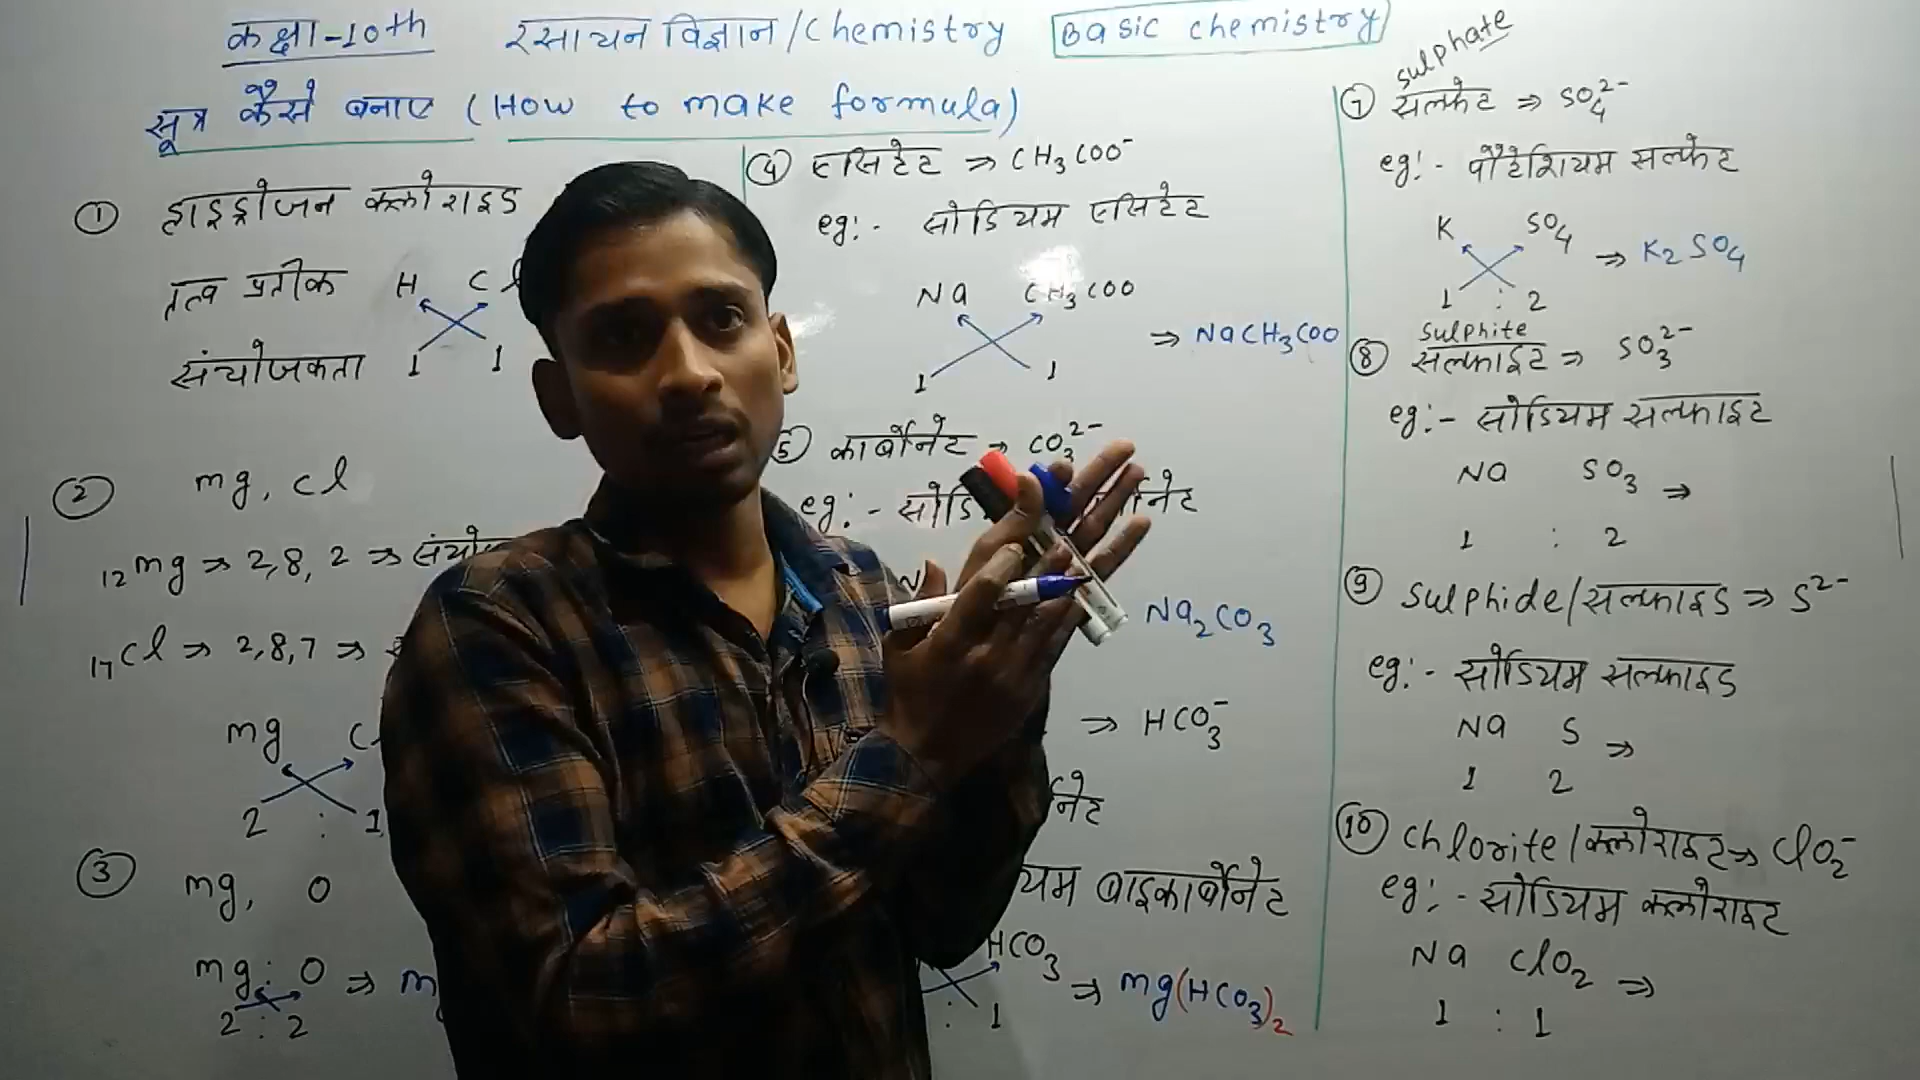 कक्षा-10th रसायन विज्ञान/Chemistry Basic chemistry
सूत्र कैसे बनाए (How to make formula)
① हाइड्रोजन क्लोराइड
तत्व प्रतीक H Cl
संयोजकता 1 1
② mg, cl
₁₂mg ⇒ 2,8,2 ⇒
₁₇Cl ⇒ 2,8,7 ⇒
mg
2 : 1
③ mg, O
mg : O ⇒
2 : 2
④ एसिटेट ⇒ CH₃COO⁻
eg:- सोडियम एसिटेट
Na CH₃COO
1 1
⇒ NaCH₃COO
⑤ कार्बोनेट → CO₃²⁻
eg:-
Na₂CO₃
⇒ HCO₃⁻
बाइकार्बोनेट
HCO₃
: 1
⇒ mg(HCO₃)₂
Sulphate
⑦ सल्फेट ⇒ SO₄²⁻
eg:- पोटैशियम सल्फेट
K SO₄
⇒ K₂SO₄
1 : 2
Sulphite
⑧ सल्फाइट ⇒ SO₃²⁻
eg:- सोडियम सल्फाइट
Na SO₃ ⇒
1 : 2
⑨ Sulphide/सल्फाइड ⇒ S²⁻
eg:- सोडियम सल्फाइड
Na S ⇒
1 2
⑩ Chlorite/क्लोराइट ⇒ ClO₂⁻
eg:- सोडियम क्लोराइट
Na ClO₂ ⇒
1 : 1